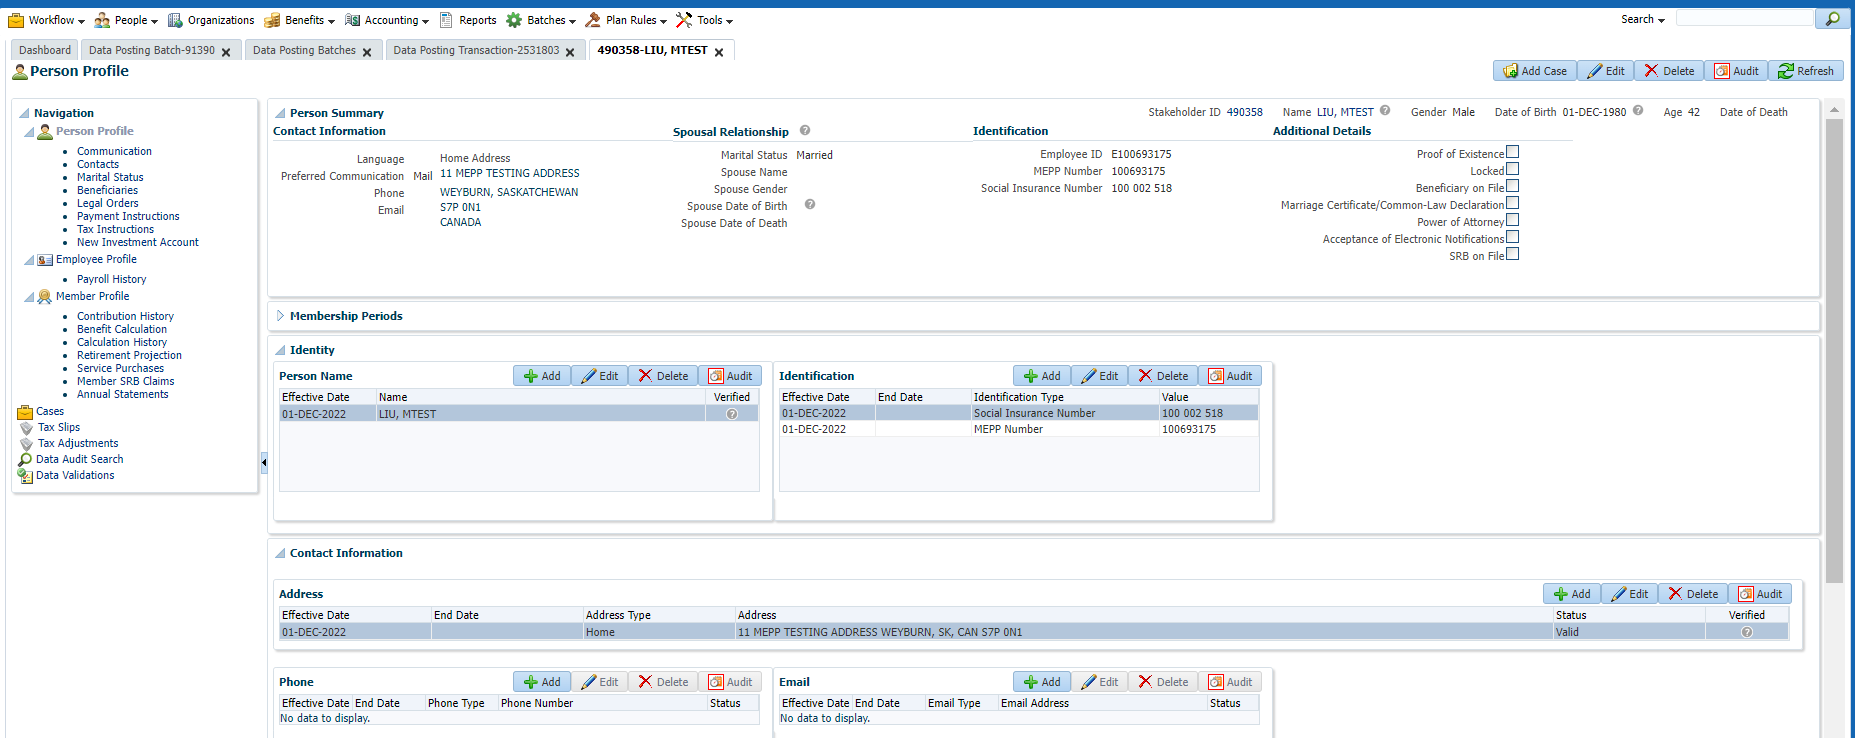 Workflow People Organizations Benefits Accounting Reports Batches Plan Rules Tools Search
Dashboard Data Posting Batch-91390 Data Posting Batches Data Posting Transaction-2531803 490358-LIU, MTEST
Person Profile Add Case Edit Delete Audit Refresh
Navigation
Person Profile
Communication
Contacts
Marital Status
Beneficiaries
Legal Orders
Payment Instructions
Tax Instructions
New Investment Account
Employee Profile
Payroll History
Member Profile
Contribution History
Benefit Calculation
Calculation History
Retirement Projection
Service Purchases
Member SRB Claims
Annual Statements
Cases
Tax Slips
Tax Adjustments
Data Audit Search
Data Validations
Person Summary Stakeholder ID 490358 Name LIU, MTEST Gender Male Date of Birth 01-DEC-1980 Age 42 Date of Death
Contact Information
Language
Preferred Communication Mail
Phone
Email
Home Address
11 MEPP TESTING ADDRESS
WEYBURN, SASKATCHEWAN
S7P 0N1
CANADA
Spousal Relationship
Marital Status Married
Spouse Name
Spouse Gender
Spouse Date of Birth
Spouse Date of Death
Identification
Employee ID E100693175
MEPP Number 100693175
Social Insurance Number 100 002 518
Additional Details
Proof of Existence
Locked
Beneficiary on File
Marriage Certificate/Common-Law Declaration
Power of Attorney
Acceptance of Electronic Notifications
SRB on File
Membership Periods
Identity
Person Name Add Edit Delete Audit
Effective Date Name Verified
01-DEC-2022 LIU, MTEST
Identification Add Edit Delete Audit
Effective Date End Date Identification Type Value
01-DEC-2022 Social Insurance Number 100 002 518
01-DEC-2022 MEPP Number 100693175
Contact Information
Address Add Edit Delete Audit
Effective Date End Date Address Type Address Status Verified
01-DEC-2022 Home 11 MEPP TESTING ADDRESS WEYBURN, SK, CAN S7P 0N1 Valid
Phone Add Edit Delete Audit
Effective Date End Date Phone Type Phone Number Status
No data to display.
Email Add Edit Delete Audit
Effective Date End Date Email Type Email Address Status
No data to display.